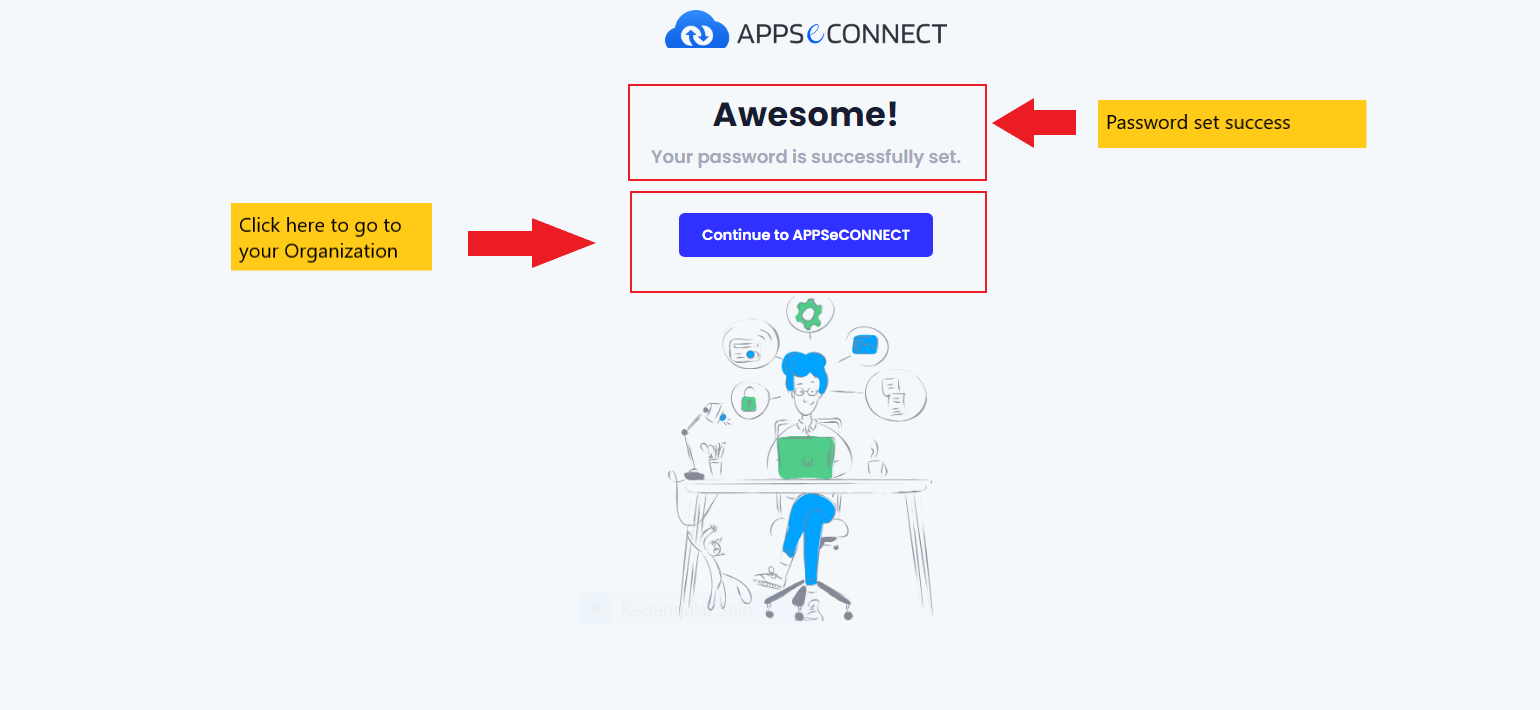 APPSeCONNECT
Awesome!
Your password is successfully set.
Password set success
Click here to go to
your Organization
Continue to APPSeCONNECT
Rectangular Snip